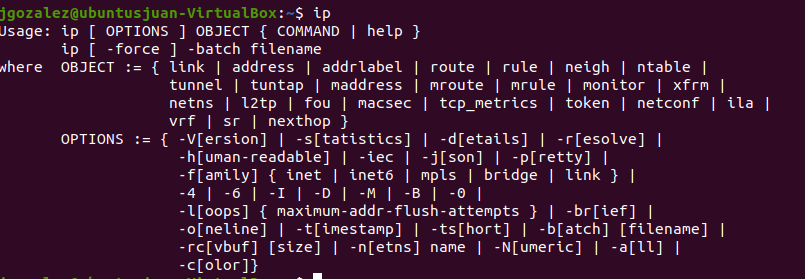 jgozalez@ubuntusjuan-VirtualBox:~$ ip
Usage: ip [ OPTIONS ] OBJECT { COMMAND | help }
ip [ -force ] -batch filename
where OBJECT := { link | address | addrlabel | route | rule | neigh | ntable |
tunnel | tuntap | maddress | mroute | mrule | monitor | xfrm |
netns | l2tp | fou | macsec | tcp_metrics | token | netconf | ila |
vrf | sr | nexthop }
OPTIONS := { -V[ersion] | -s[tatistics] | -d[etails] | -r[esolve] |
-h[uman-readable] | -iec | -j[son] | -p[retty] |
-f[amily] { inet | inet6 | mpls | bridge | link } |
-4 | -6 | -I | -D | -M | -B | -0 |
-l[oops] { maximum-addr-flush-attempts } | -br[ief] |
-o[neline] | -t[imestamp] | -ts[hort] | -b[atch] [filename] |
-rc[vbuf] [size] | -n[etns] name | -N[umeric] | -a[ll] |
-c[olor]}